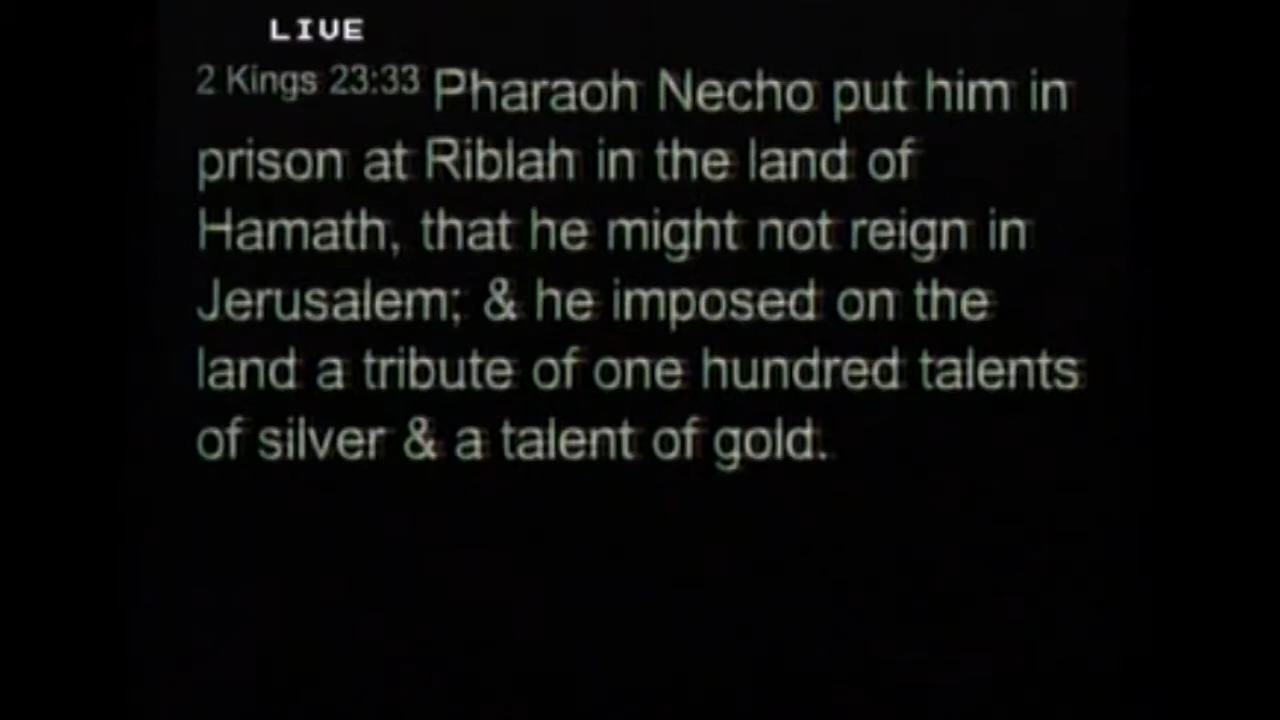 LIVE
2 Kings 23:33 Pharaoh Necho put him in
prison at Riblah in the land of
Hamath, that he might not reign in
Jerusalem; & he imposed on the
land a tribute of one hundred talents
of silver & a talent of gold.